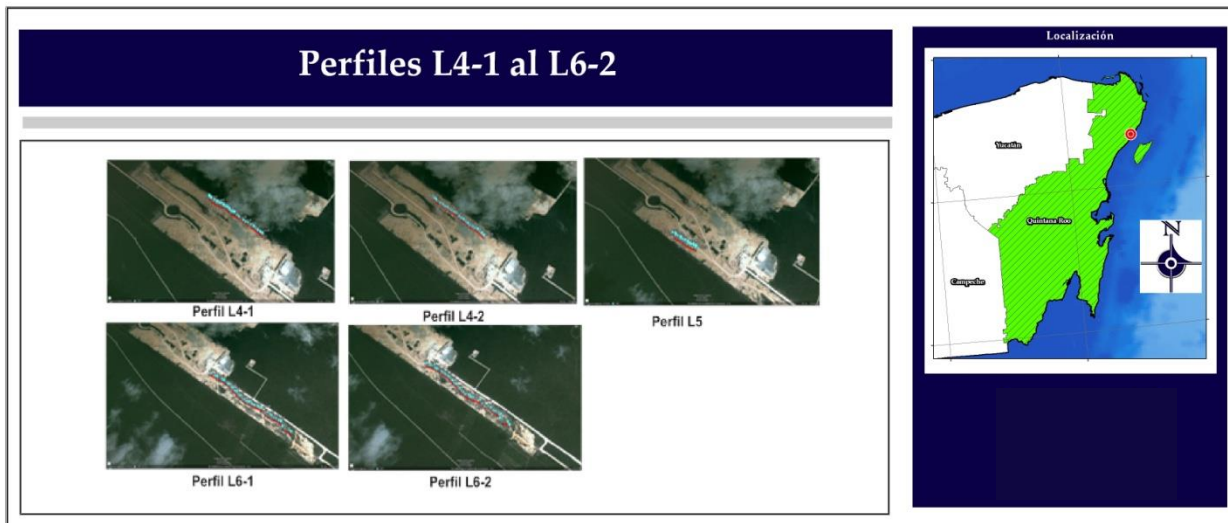 Perfiles L4-1 al L6-2
Perfil L4-1
Perfil L4-2
Perfil L5
Perfil L6-1
Perfil L6-2
Localización
Yucatán
Quintana Roo
Campeche
N